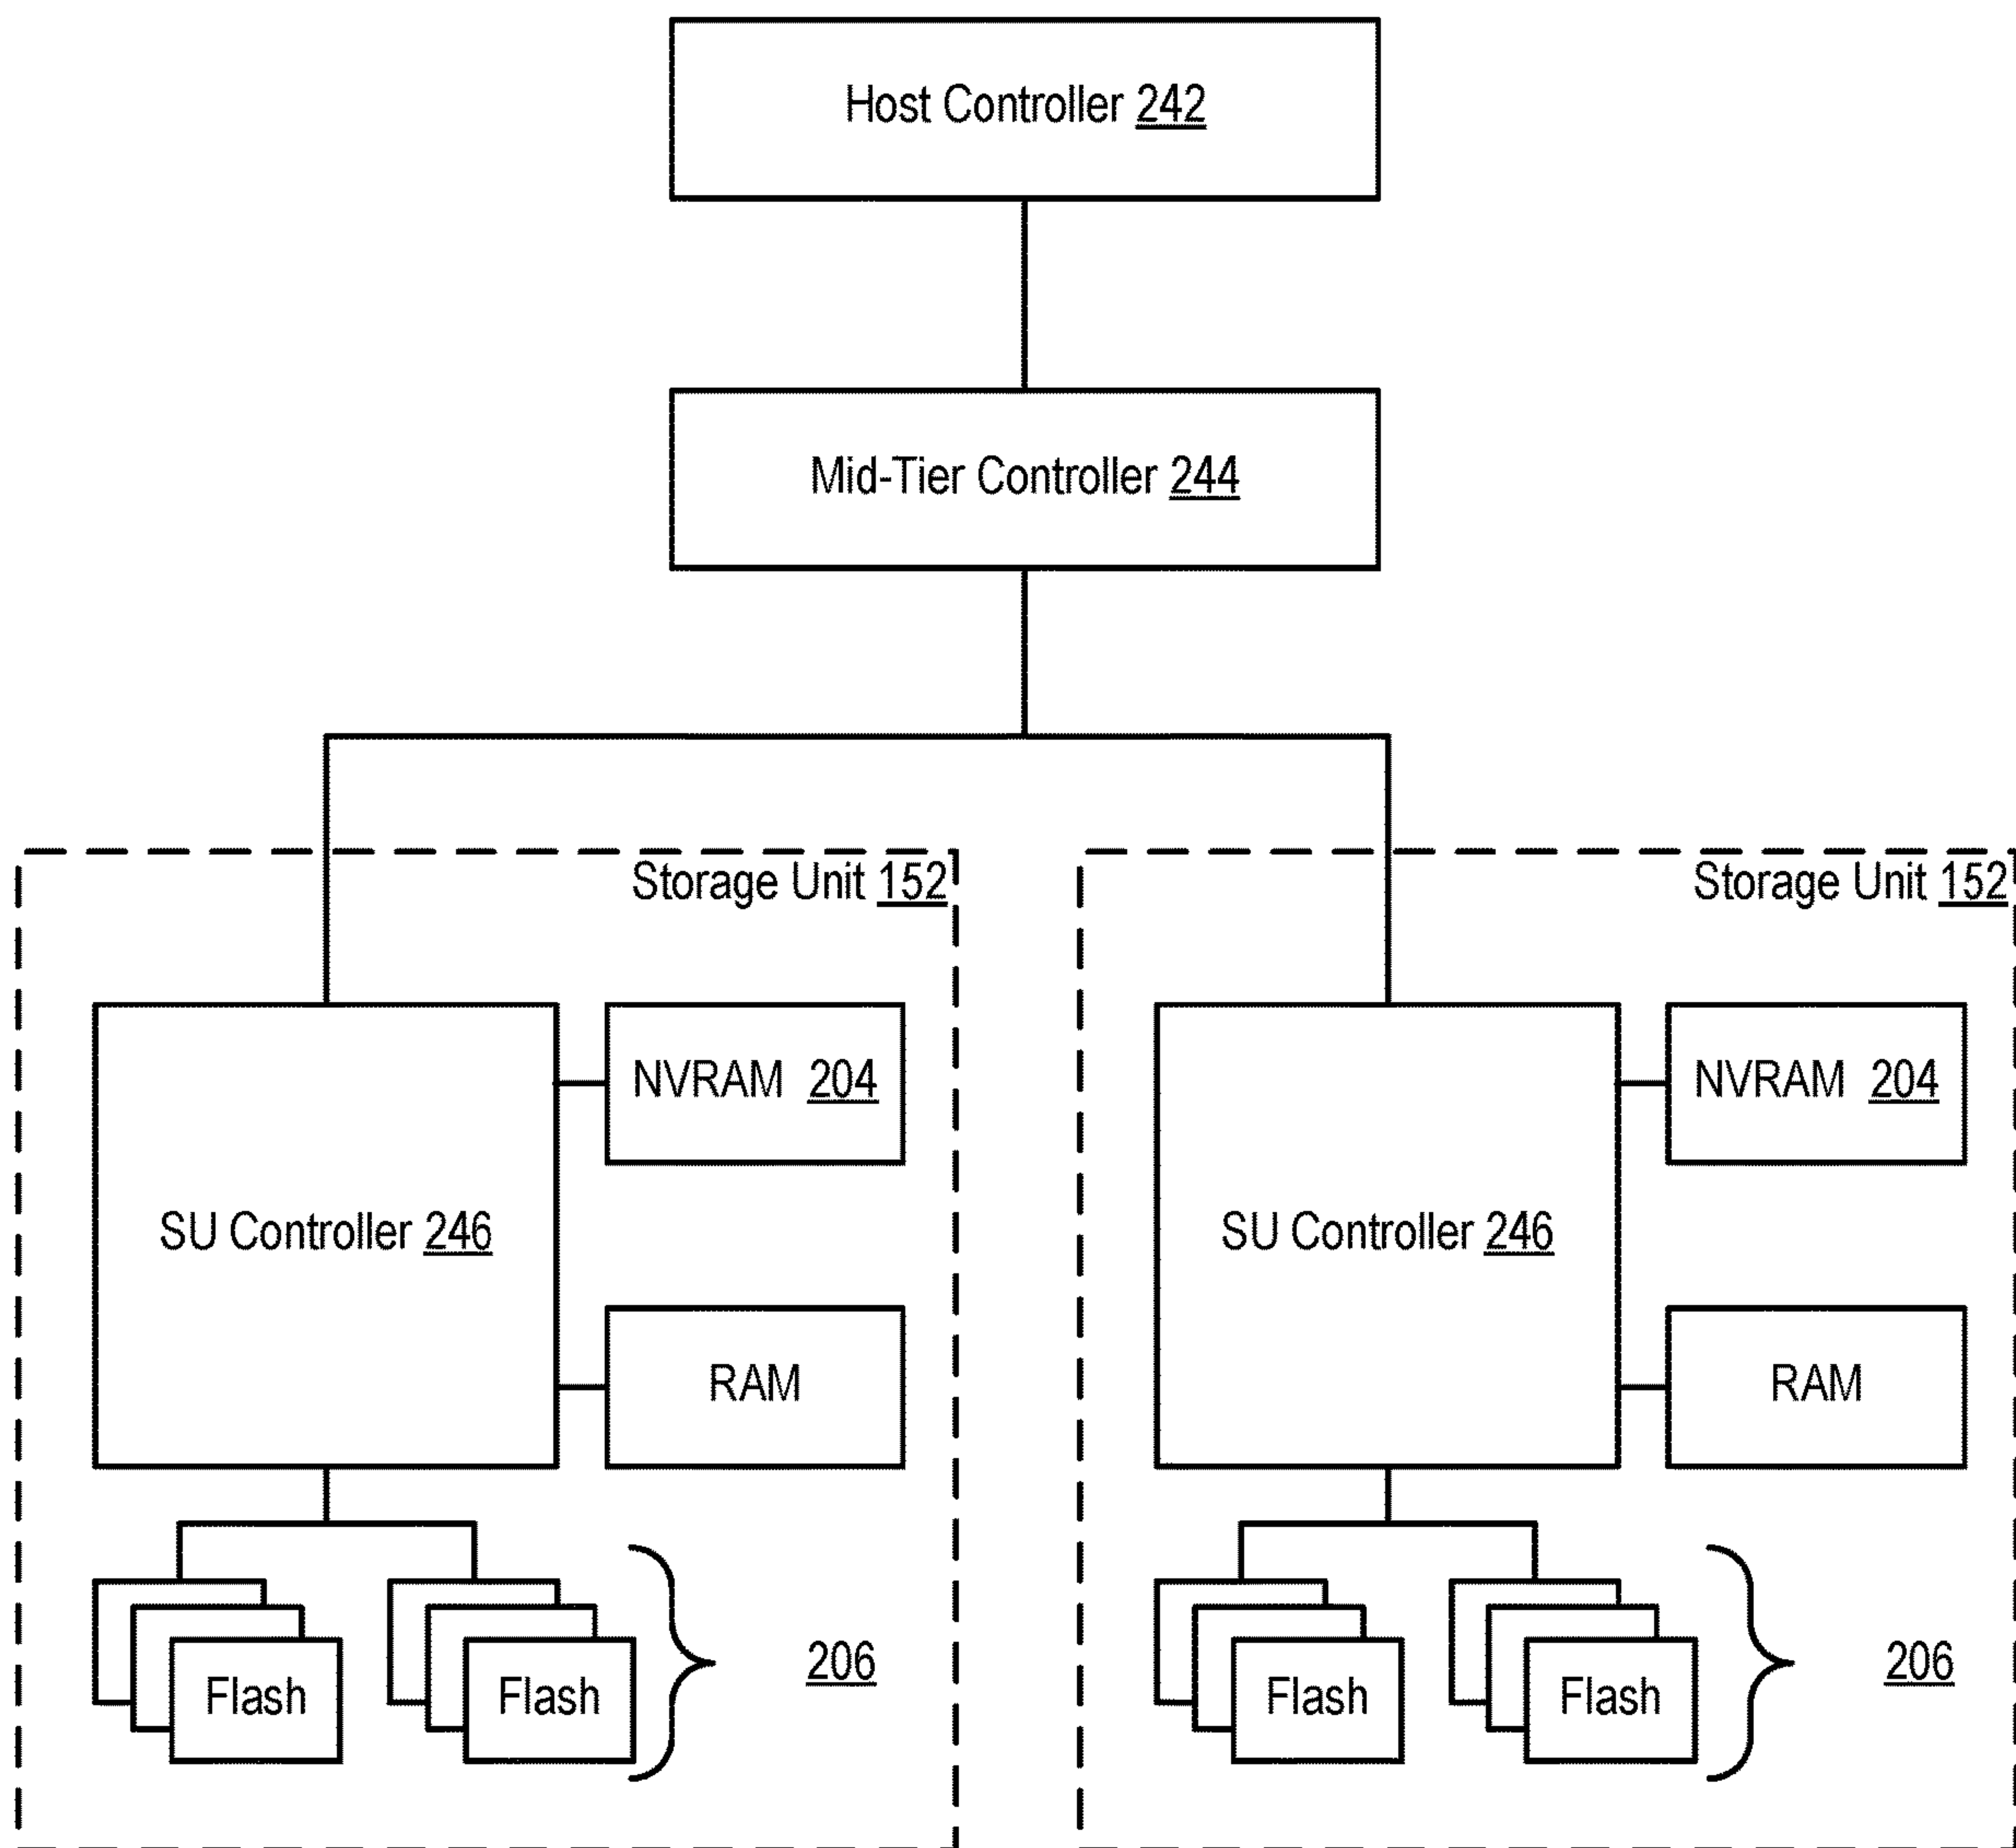 Host Controller 242
Mid-Tier Controller 244
Storage Unit 152
NVRAM 204
SU Controller 246
RAM
Flash
Flash
206
Storage Unit 152
NVRAM 204
SU Controller 246
RAM
Flash
Flash
206